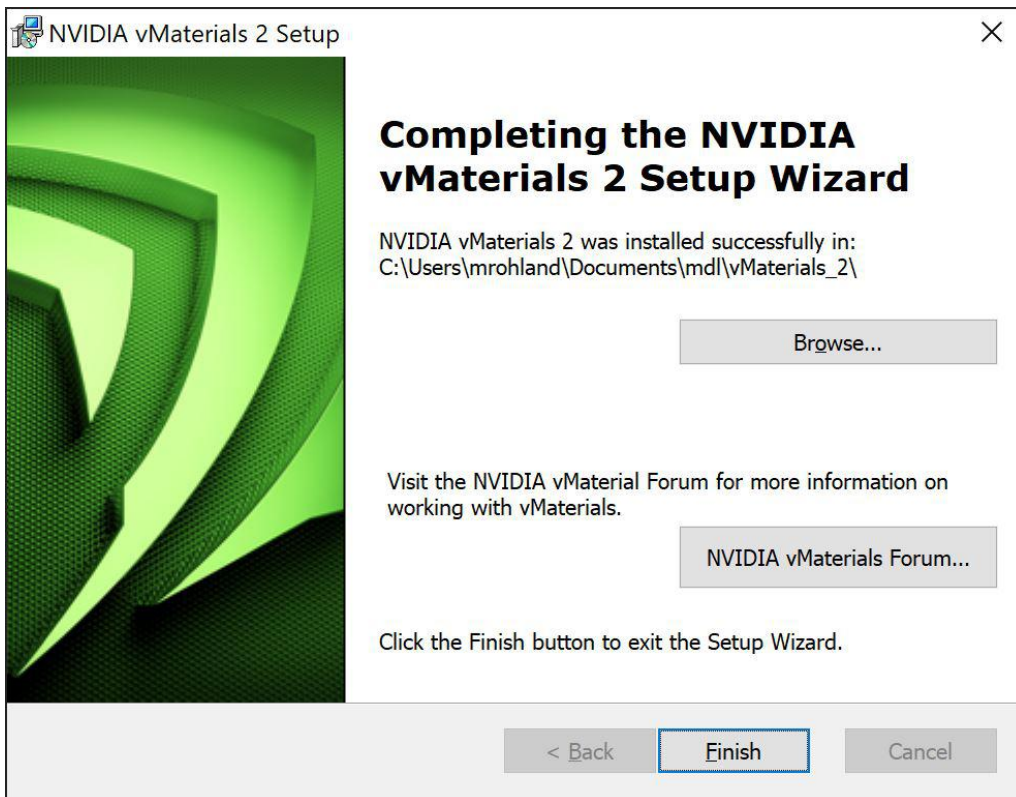 NVIDIA vMaterials 2 Setup
Completing the NVIDIA
vMaterials 2 Setup Wizard
NVIDIA vMaterials 2 was installed successfully in:
C:\Users\mrohland\Documents\mdl\vMaterials_2\
Browse...
Visit the NVIDIA vMaterial Forum for more information on
working with vMaterials.
NVIDIA vMaterials Forum...
Click the Finish button to exit the Setup Wizard.
< Back
Finish
Cancel